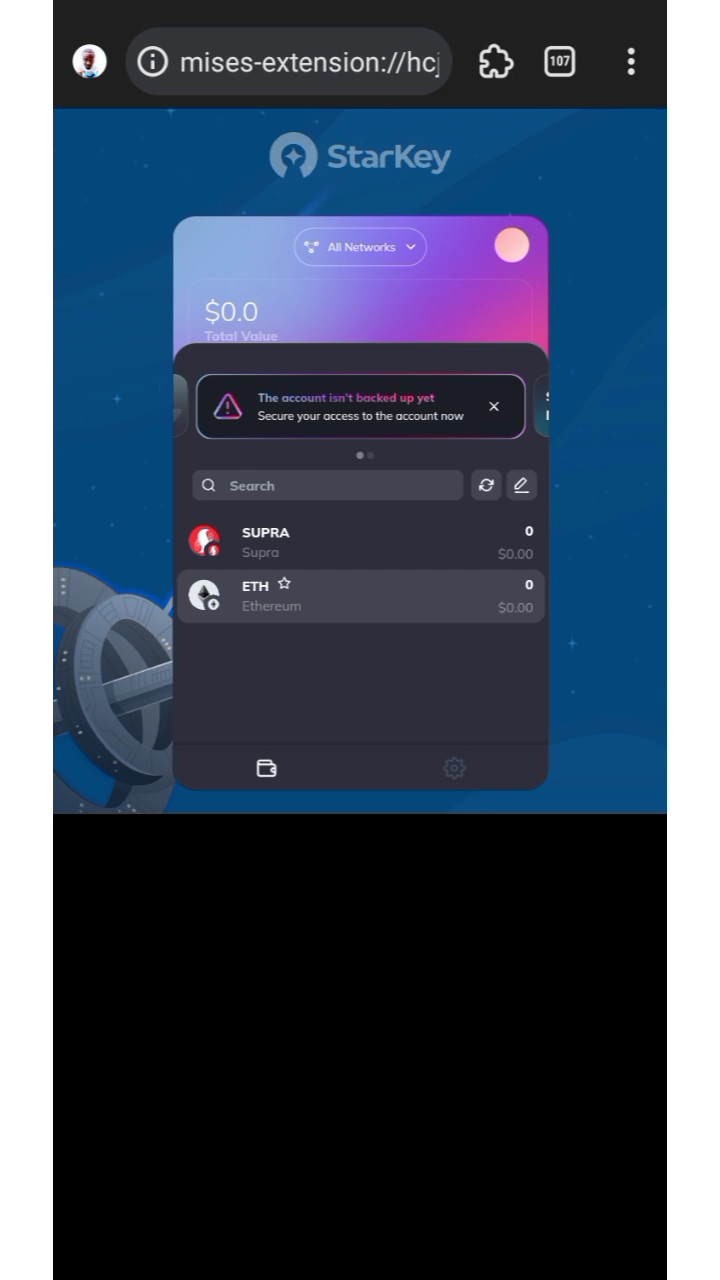 mises-extension://hcj
107
StarKey
All Networks
$0.0
Total Value
The account isn't backed up yet
Secure your access to the account now
Search
SUPRA
0
Supra
$0.00
ETH
0
Ethereum
$0.00